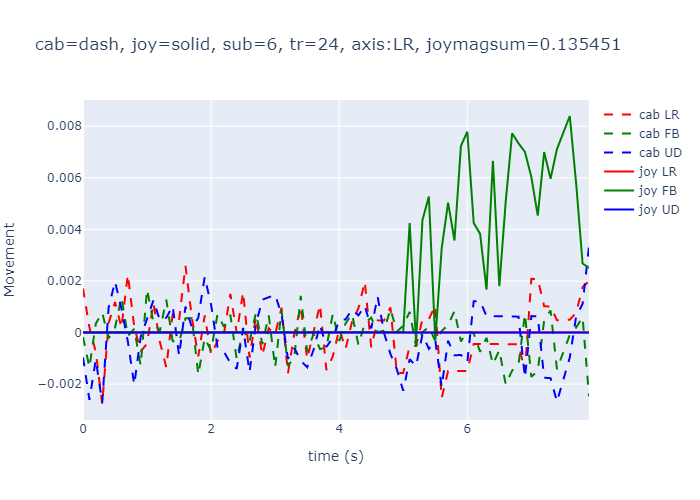 cab=dash, joy=solid, sub=6, tr=24, axis:LR, joymagsum=0.135451
0.008
0.006
0.004
0.002
0
−0.002
Movement
0 2 4 6
time (s)
cab LR
cab FB
cab UD
joy LR
joy FB
joy UD